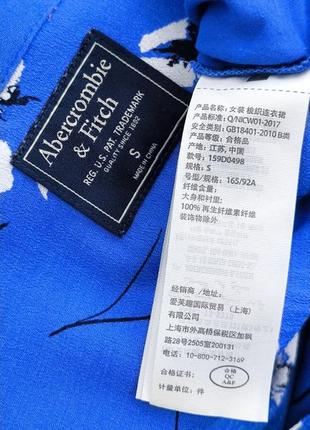 Abercrombie
& Fitch
REG. U.S. PAT. TRADEMARK
QUALITY SINCE 1892
S
MADE IN CHINA
产品名称: 女装 梭织连衣裙
产品标准: Q/NICW01-2017
安全类别: GB18401-2010 B类
等 级: 合格品
产 地: 江苏, 中国
款号: 159D0498
规格: S
号型/规格: 165/92A
纤维含量:
大身和衬里:
100% 再生纤维素纤维
装饰物除外
经销商 /地址:
爱芙趣国际贸易 (上海)
有限公司
上海市外高桥保税区加枫
路28号2505室200131
电话: 10-800-712-3169
合格证书:
合格
QC
A&F
计量单位: 件